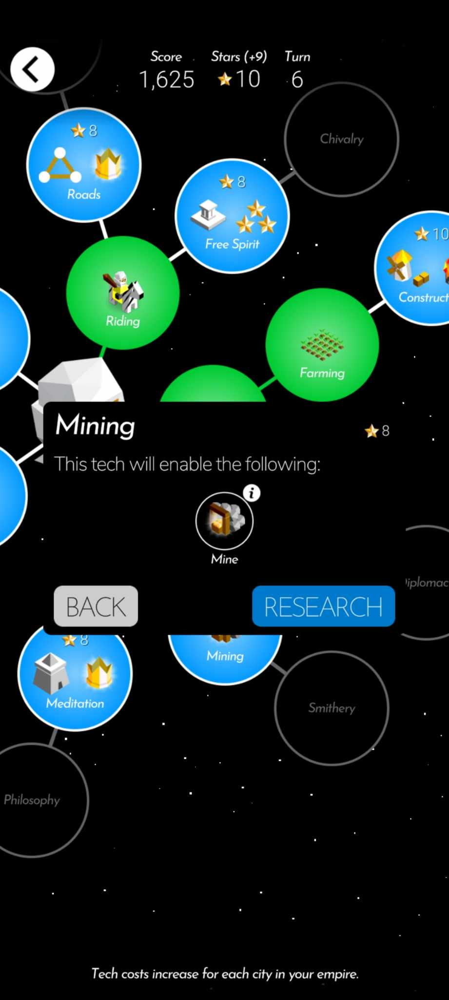 Score Stars (+9) Turn
1,625 10 6
Chivalry
8
Roads
8
Free Spirit
10
Construct
Riding
Farming
Mining
8
This tech will enable the following:
i
Mine
iplomac
BACK RESEARCH
8
Mining
Meditation
Smithery
Philosophy
Tech costs increase for each city in your empire.